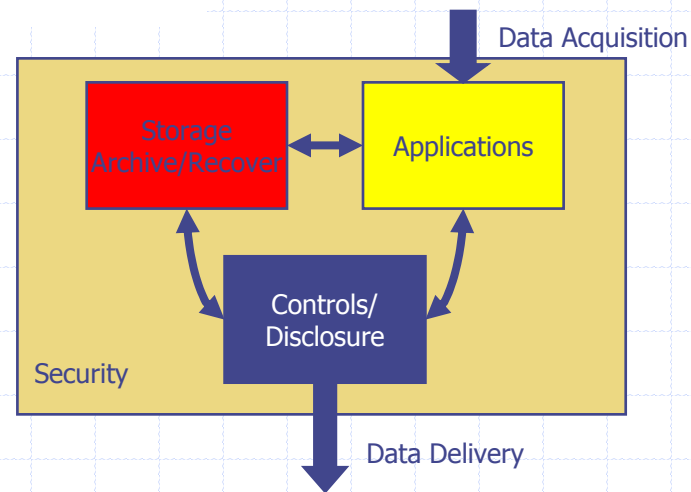 Data Acquisition
Storage
Archive/Recover
Applications
Controls/
Disclosure
Security
Data Delivery